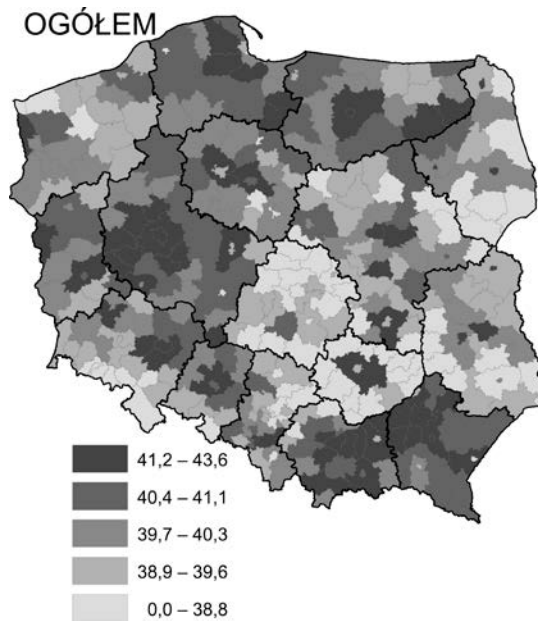 OGÓŁEM
41,2 – 43,6
40,4 – 41,1
39,7 – 40,3
38,9 – 39,6
0,0 – 38,8